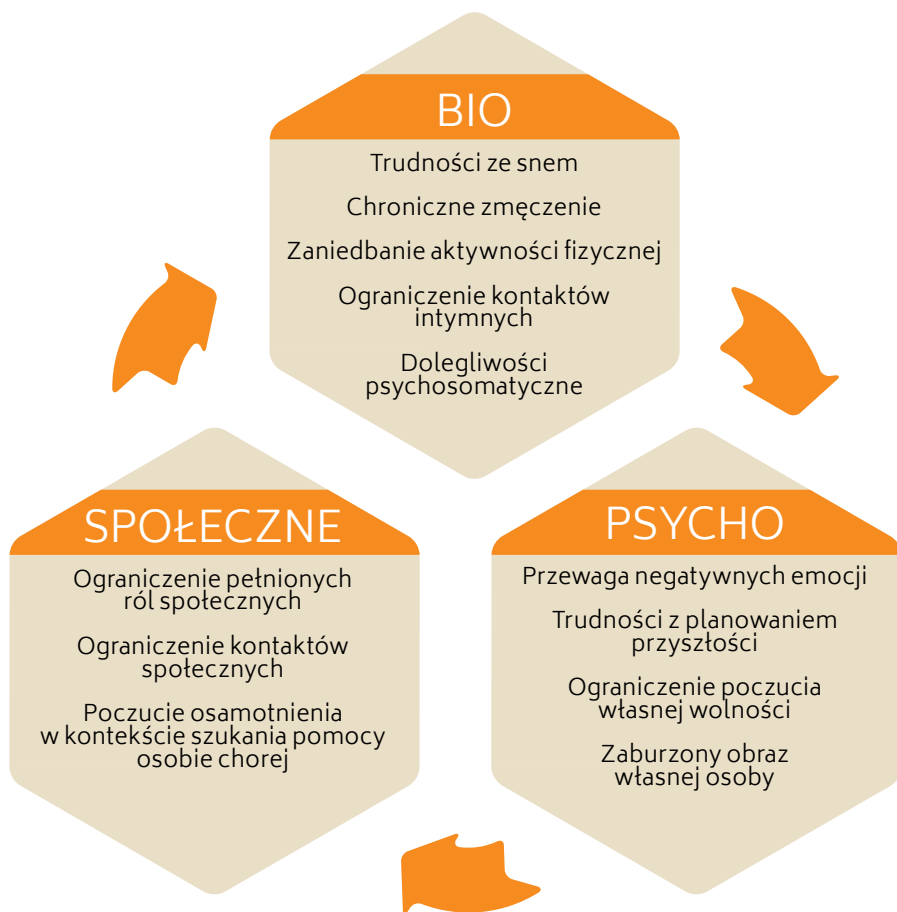 BIO
Trudności ze snem
Chroniczne zmęczenie
Zaniedbanie aktywności fizycznej
Ograniczenie kontaktów
intymnych
Dolegliwości
psychosomatyczne
SPOŁECZNE
Ograniczenie pełnionych
ról społecznych
Ograniczenie kontaktów
społecznych
Poczucie osamotnienia
w kontekście szukania pomocy
osobie chorej
PSYCHO
Przewaga negatywnych emocji
Trudności z planowaniem
przyszłości
Ograniczenie poczucia
własnej wolności
Zaburzony obraz
własnej osoby